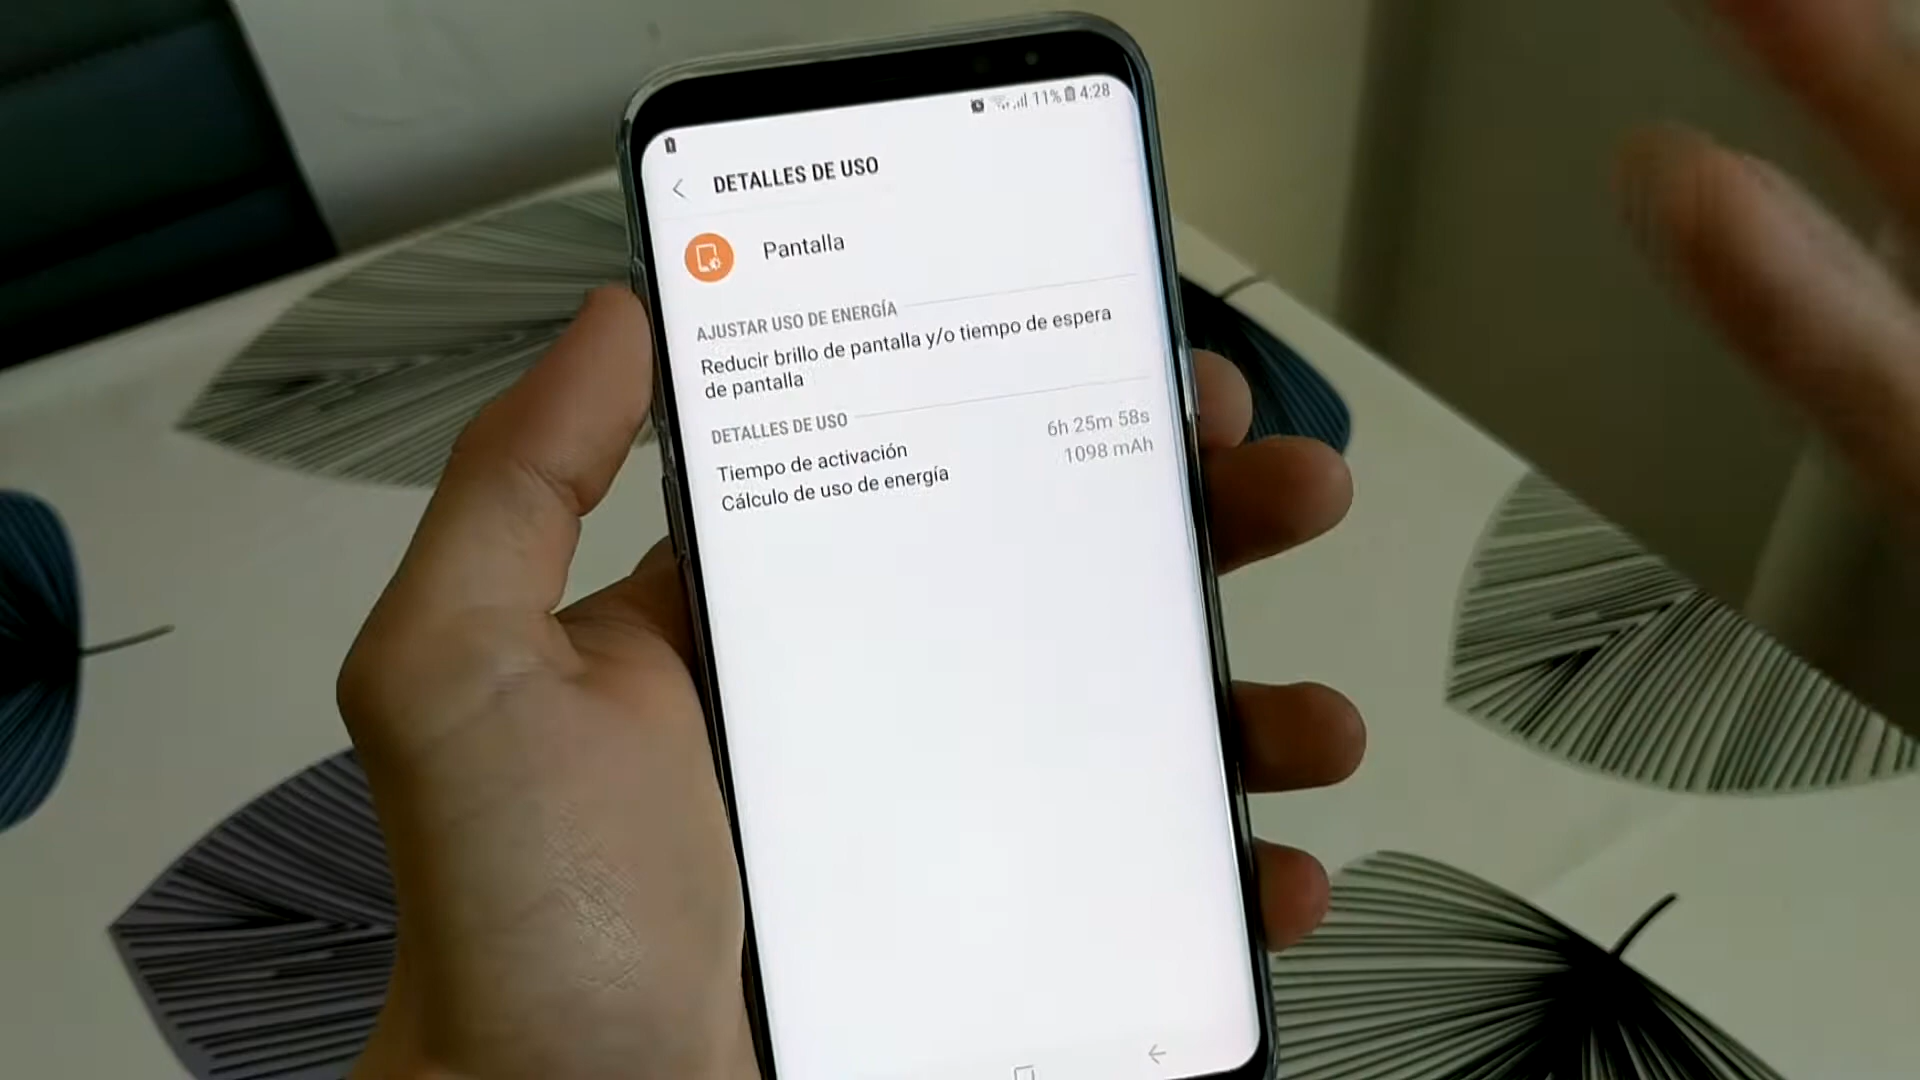 11% 4:28
DETALLES DE USO
Pantalla
AJUSTAR USO DE ENERGÍA
Reducir brillo de pantalla y/o tiempo de espera
de pantalla
DETALLES DE USO
Tiempo de activación 6h 25m 58s
Cálculo de uso de energía 1098 mAh